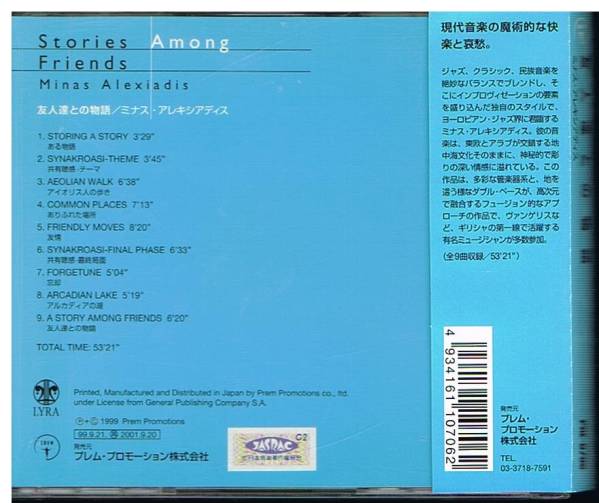 Stories Among
Friends
Minas Alexiadis
友人達との物語/ミナス・アレキシアディス
1. STORING A STORY 3'29"
ある物語
2. SYNAKROASI-THEME 3'45"
共有聴感-テーマ
3. AEOLIAN WALK 6'38"
アイオリス人の歩き
4. COMMON PLACES 7'13"
ありふれた場所
5. FRIENDLY MOVES 8'20"
友情
6. SYNAKROASI-FINAL PHASE 6'33"
共有聴感-最終局面
7. FORGETUNE 5'04"
忘却
8. ARCADIAN LAKE 5'19"
アルカディアの湖
9. A STORY AMONG FRIENDS 6'20"
友人達との物語
TOTAL TIME: 53'21"
LYRA
Printed, Manufactured and Distributed in Japan by Prem Promotions co., ltd.
under License from General Publishing Company S.A.
℗+© 1999 Prem Promotions
99.9.21. 再 2001.9.20
発売元
プレム・プロモーション株式会社
JASRAC
C2
現代音楽の魔術的な快
楽と哀愁。
ジャズ、クラシック、民族音楽を
絶妙なバランスでブレンドし、そ
こにインプロヴィゼーションの要素
を盛り込んだ独自のスタイルで、
ヨーロピアン・ジャズ界に君臨する
ミナス・アレキシアディス。彼の音
楽は、東欧とアラブが交錯する地
中海文化そのままに、神秘的で彫
りの深い情感に溢れている。こ
の作品は、多彩な管楽器系と、地を
這う様なダブル・ベースが、高次元
で融合するフュージョン的なアプ
ローチの作品で、ヴァンゲリスな
ど、ギリシャの第一線で活躍する
有名ミュージシャンが多数参加。
(全9曲収録/53'21")
4 934161 107062
発売元
プレム・
プロモーション
株式会社
TEL.
03-3718-7591